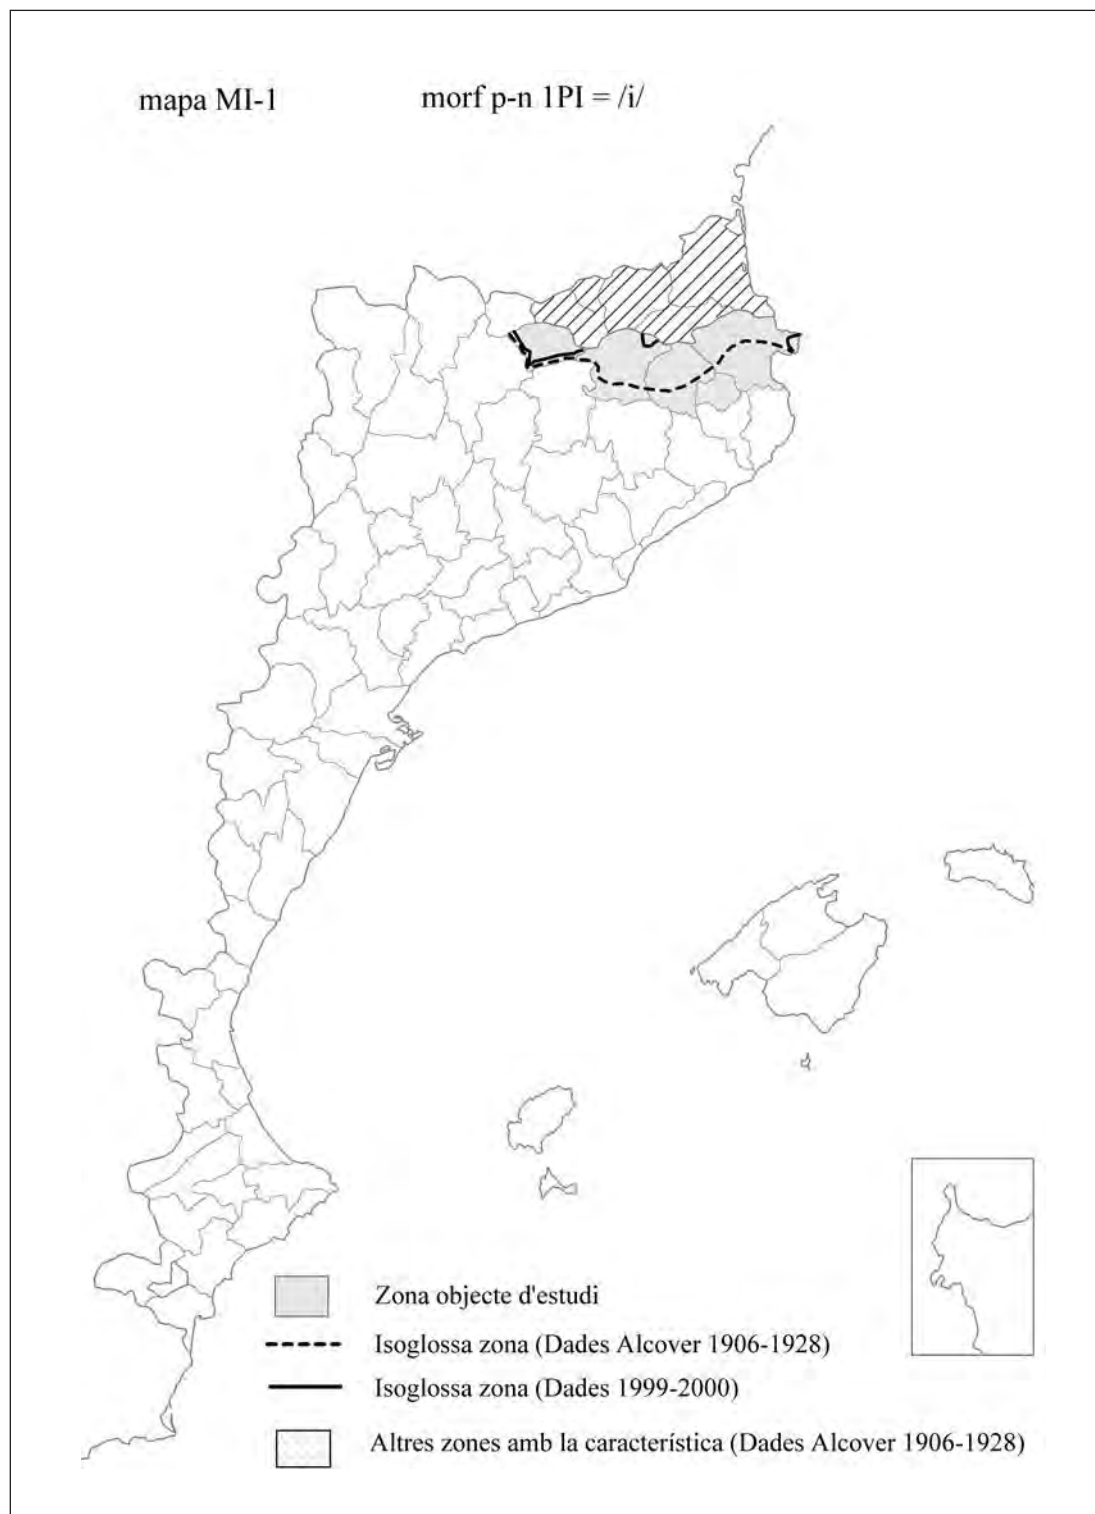 mapa MI-1 morf p-n 1PI = /i/
Zona objecte d'estudi
Isoglossa zona (Dades Alcover 1906-1928)
Isoglossa zona (Dades 1999-2000)
Altres zones amb la característica (Dades Alcover 1906-1928)